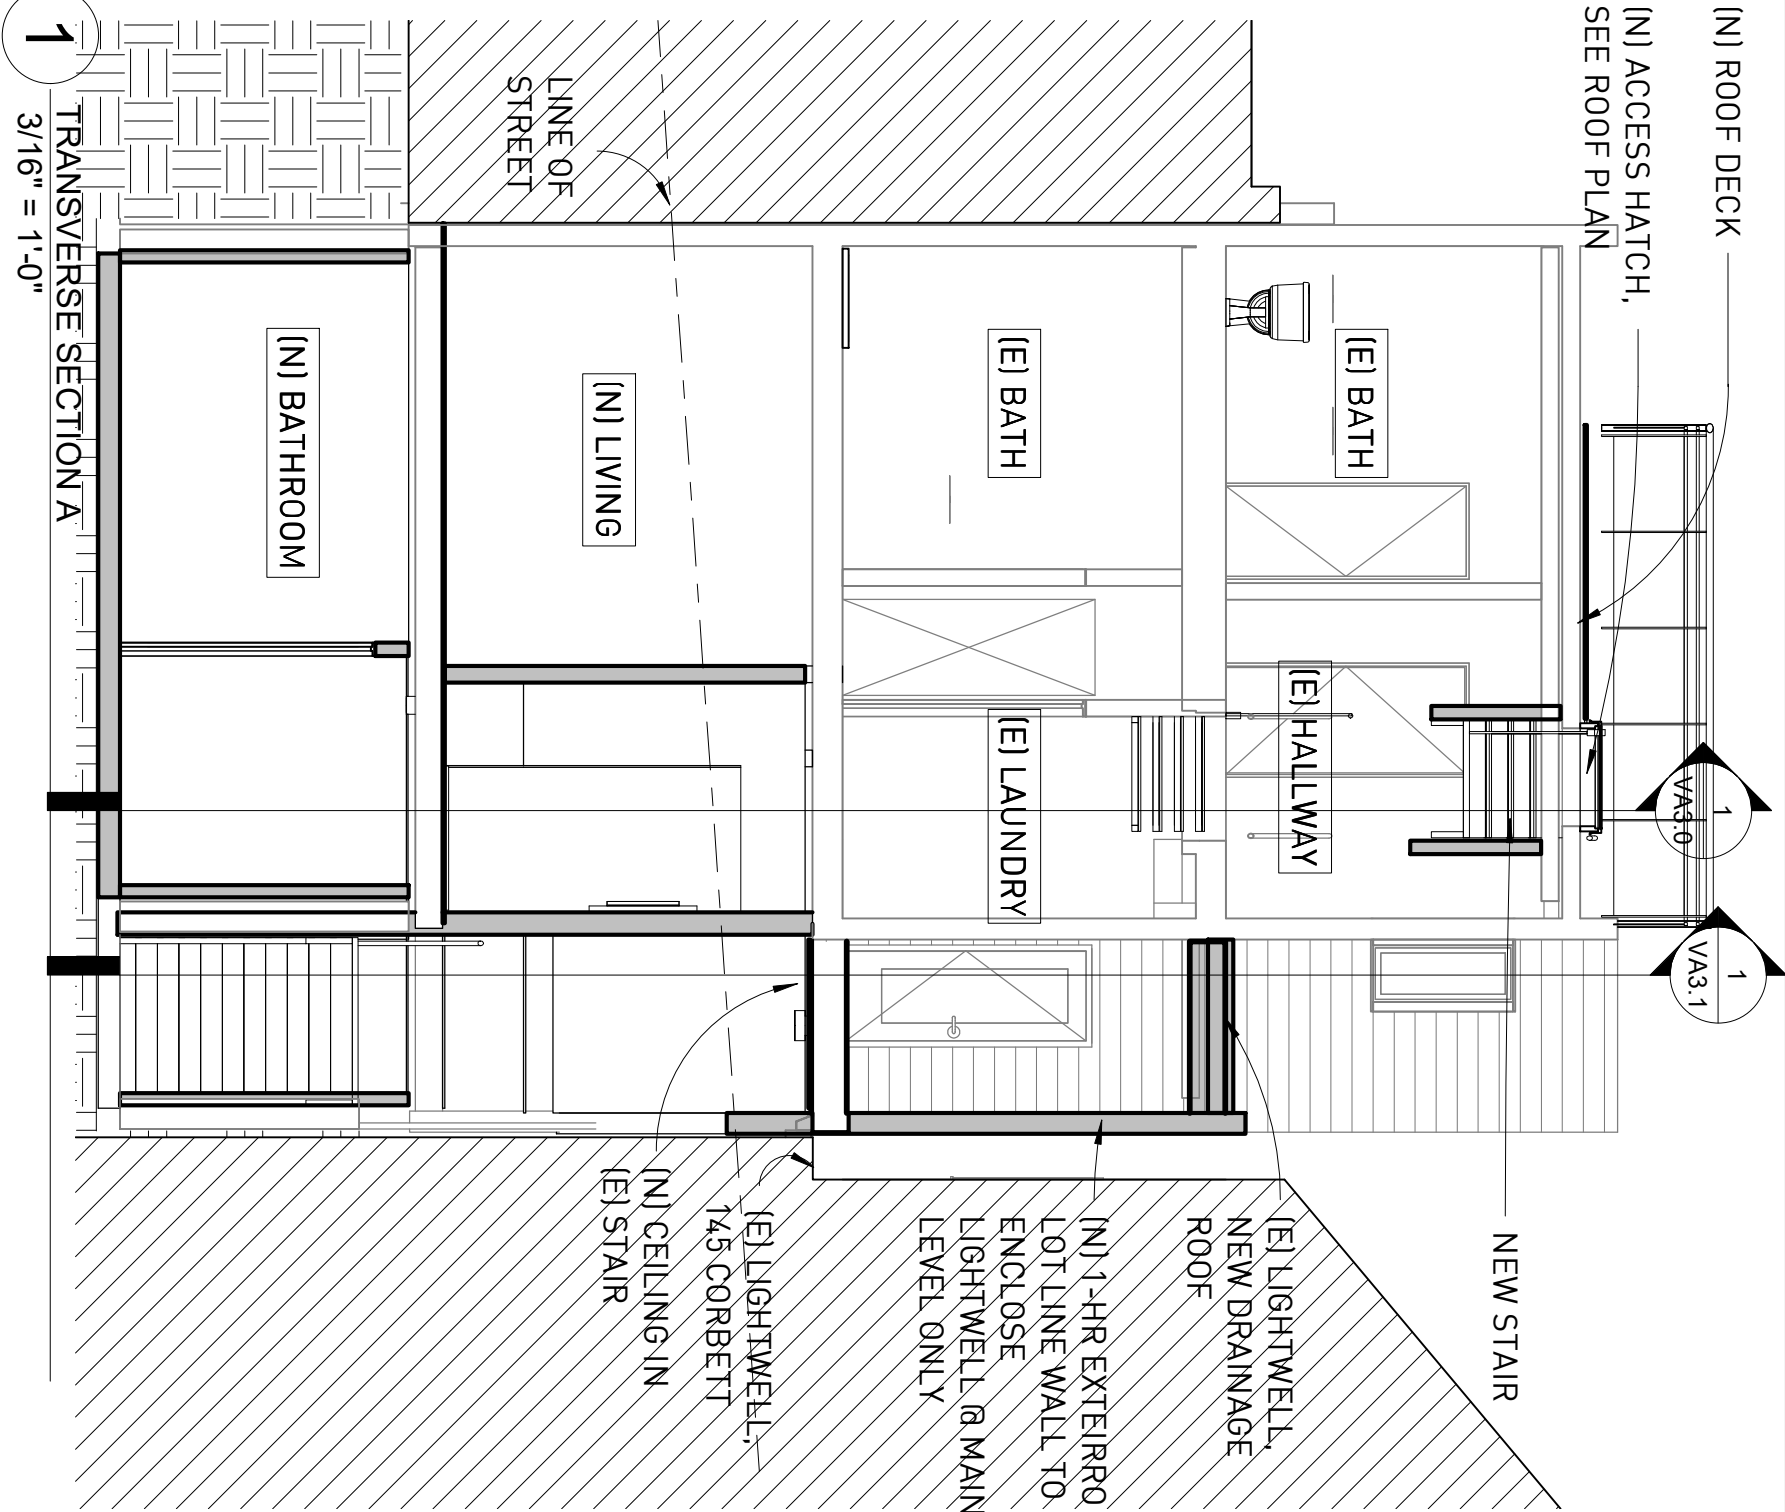 (N) ROOF DECK
(N) ACCESS HATCH,
SEE ROOF PLAN
1
VA3.0
1
VA3.1
NEW STAIR
(E) BATH
(E) HALLWAY
(E) LIGHTWELL,
NEW DRAINAGE
ROOF
(E) BATH
(E) LAUNDRY
(N) 1-HR EXTEIRRO
LOT LINE WALL TO
ENCLOSE
LIGHTWELL @ MAIN
LEVEL ONLY
LINE OF
STREET
(N) LIVING
(E) LIGHTWELL,
145 CORBETT
(N) CEILING IN
(E) STAIR
(N) BATHROOM
1
TRANSVERSE SECTION A
3/16" = 1'-0"